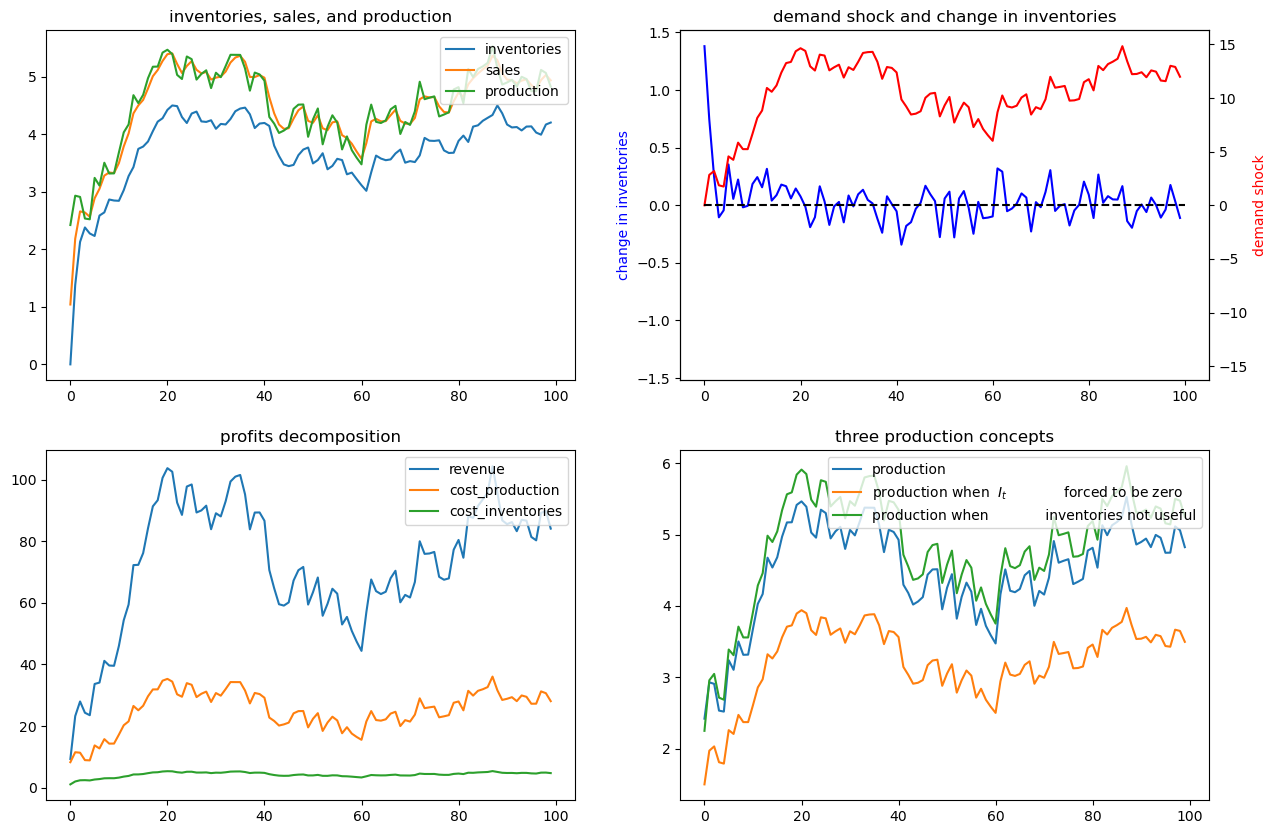 inventories, sales, and production
inventories
sales
production
5
4
3
2
1
0
0 20 40 60 80 100
demand shock and change in inventories
change in inventories
1.5
1.0
0.5
0.0
−0.5
−1.0
−1.5
15
10
5
0
−5
−10
−15
demand shock
0 20 40 60 80 100
profits decomposition
revenue
cost_production
cost_inventories
100
80
60
40
20
0
0 20 40 60 80 100
three production concepts
production
production when I_t forced to be zero
production when inventories not useful
6
5
4
3
2
0 20 40 60 80 100